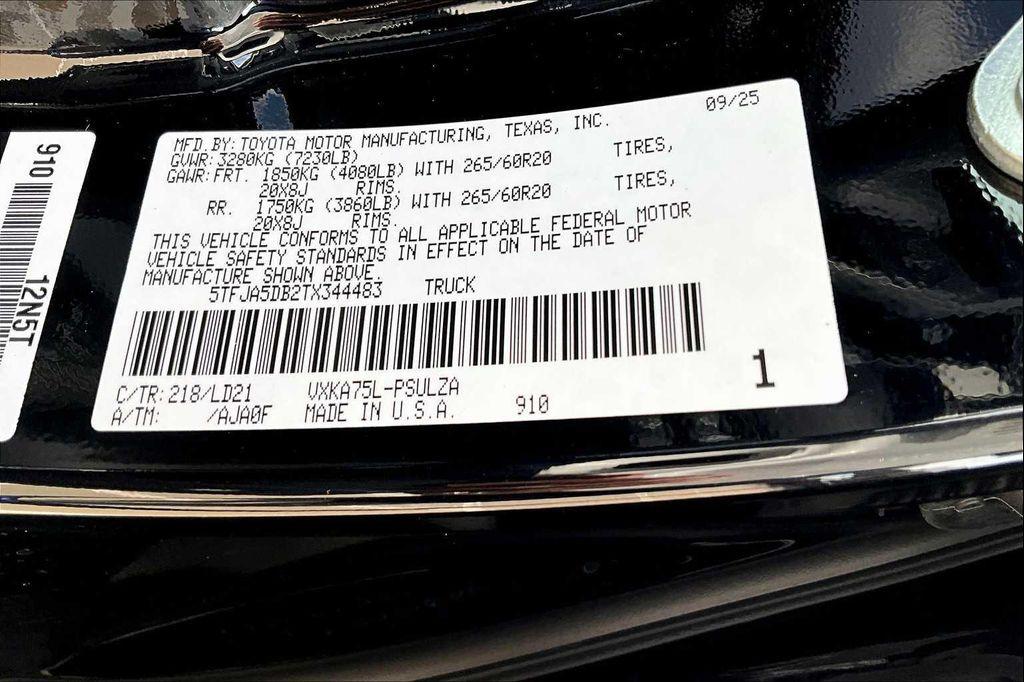 09/25
MFD.BY:TOYOTA MOTOR MANUFACTURING, TEXAS, INC.
GVWR:3280KG (7230LB)
GAWR:FRT. 1850KG (4080LB) WITH 265/60R20 TIRES,
20X8J RIMS.
RR. 1750KG (3860LB) WITH 265/60R20 TIRES,
20X8J RIMS.
THIS VEHICLE CONFORMS TO ALL APPLICABLE FEDERAL MOTOR
VEHICLE SAFETY STANDARDS IN EFFECT ON THE DATE OF
MANUFACTURE SHOWN ABOVE.
5TFJA5DB2TX344483 TRUCK
C/TR:218/LD21 VXKA75L-PSULZA
A/TM: /AJA0F MADE IN U.S.A. 910
1
910
12N5T